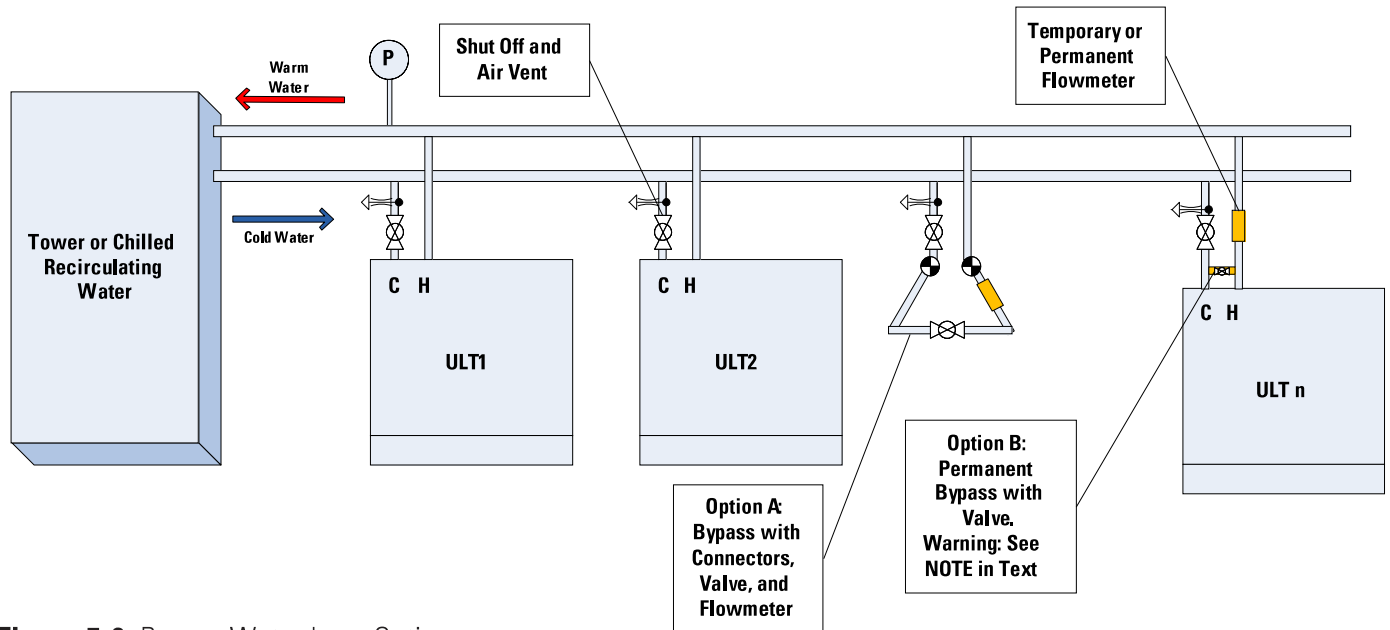 P
Warm
Water
Shut Off and
Air Vent
Temporary or
Permanent
Flowmeter
Cold Water
Tower or Chilled
Recirculating
Water
C H
ULT1
C H
ULT2
C H
ULT n
Option A:
Bypass with
Connectors,
Valve, and
Flowmeter
Option B:
Permanent
Bypass with
Valve.
Warning: See
NOTE in Text